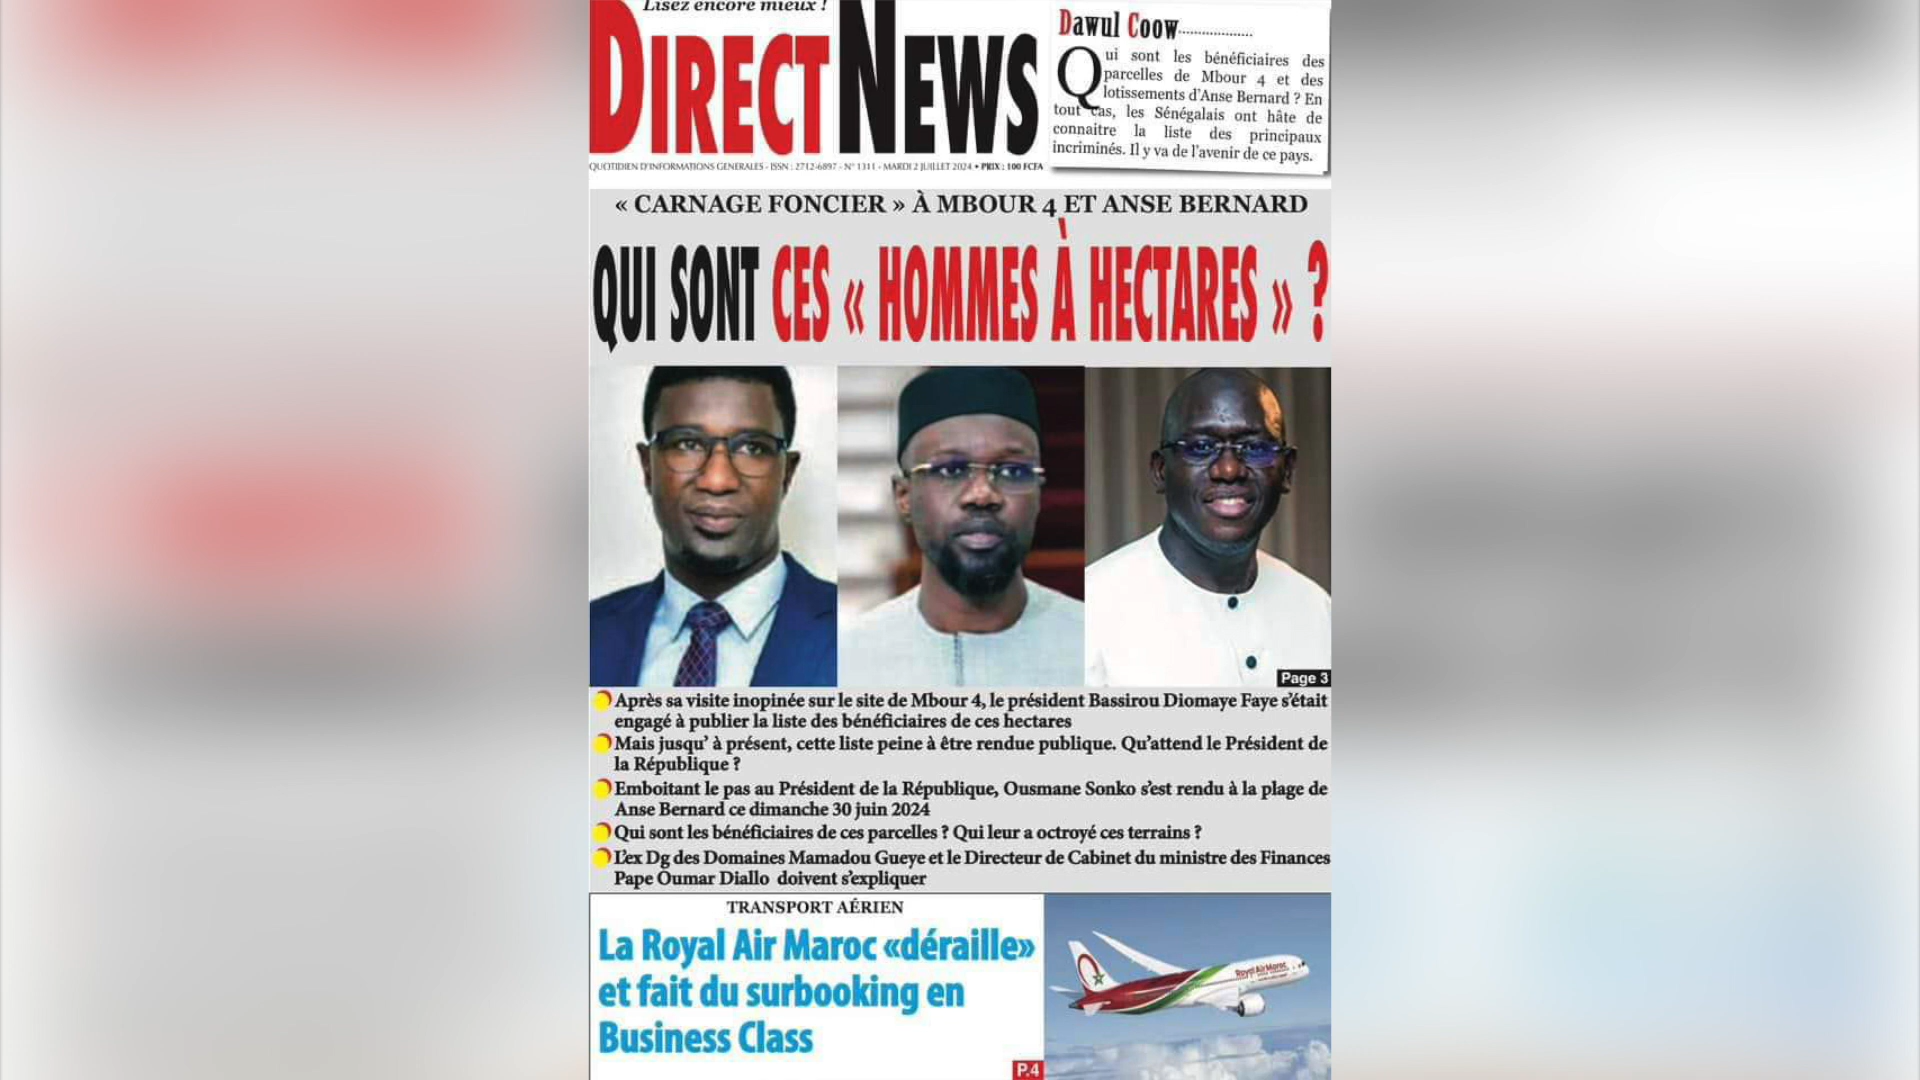 Lisez encore mieux !
DIRECT NEWS
QUOTIDIEN D'INFORMATIONS GENERALES - ISSN : 2712-6897 - N° 1311 - MARDI 2 JUILLET 2024 • PRIX : 100 FCFA
Dawul Coow...................
Qui sont les bénéficiaires des
parcelles de Mbour 4 et des
lotissements d'Anse Bernard ? En
tout cas, les Sénégalais ont hâte de
connaitre la liste des principaux
incriminés. Il y va de l'avenir de ce pays.
« CARNAGE FONCIER » À MBOUR 4 ET ANSE BERNARD
QUI SONT CES « HOMMES À HECTARES » ?
Page 3
Après sa visite inopinée sur le site de Mbour 4, le président Bassirou Diomaye Faye s'était
engagé à publier la liste des bénéficiaires de ces hectares
Mais jusqu' à présent, cette liste peine à être rendue publique. Qu'attend le Président de
la République ?
Emboitant le pas au Président de la République, Ousmane Sonko s'est rendu à la plage de
Anse Bernard ce dimanche 30 juin 2024
Qui sont les bénéficiaires de ces parcelles ? Qui leur a octroyé ces terrains ?
L'ex Dg des Domaines Mamadou Gueye et le Directeur de Cabinet du ministre des Finances
Pape Oumar Diallo doivent s'expliquer
TRANSPORT AÉRIEN
La Royal Air Maroc «déraille»
et fait du surbooking en
Business Class
P.4
Royal Air Maroc